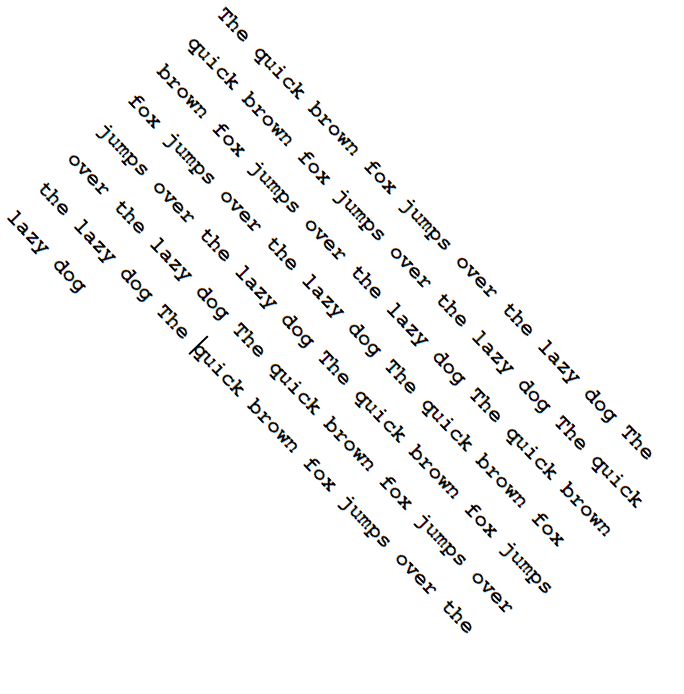 The quick brown fox jumps over the lazy dog The
quick brown fox jumps over the lazy dog The quick
brown fox jumps over the lazy dog The quick brown
fox jumps over the lazy dog The quick brown fox
jumps over the lazy dog The quick brown fox jumps
over the lazy dog The quick brown fox jumps over
the lazy dog The quick brown fox jumps over the
lazy dog